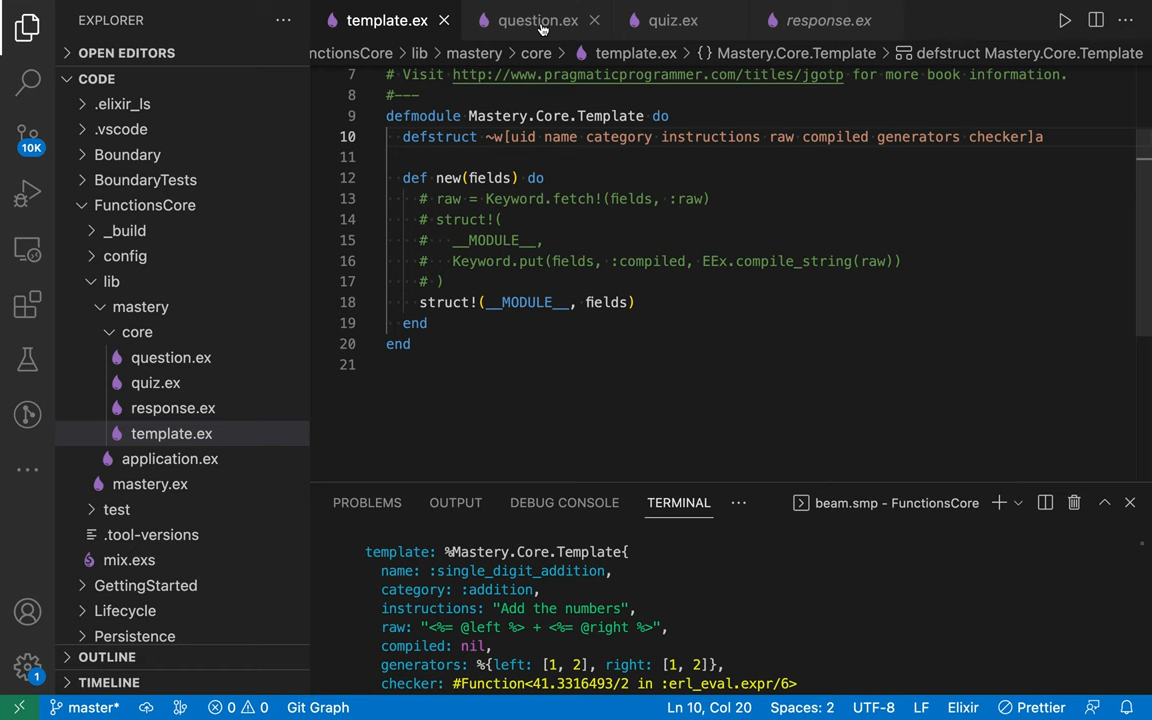 EXPLORER
OPEN EDITORS
CODE
.elixir_ls
.vscode
Boundary
BoundaryTests
FunctionsCore
_build
config
lib
mastery
core
question.ex
quiz.ex
response.ex
template.ex
application.ex
mastery.ex
test
.tool-versions
mix.exs
GettingStarted
Lifecycle
Persistence
OUTLINE
TIMELINE
10K
1
template.ex
question.ex
quiz.ex
response.ex
nctionsCore > lib > mastery > core > template.ex > {} Mastery.Core.Template > defstruct Mastery.Core.Template
7 # Visit http://www.pragmaticprogrammer.com/titles/jgotp for more book information.
8 #---
9 defmodule Mastery.Core.Template do
10 defstruct ~w[uid name category instructions raw compiled generators checker]a
11
12 def new(fields) do
13 # raw = Keyword.fetch!(fields, :raw)
14 # struct!(
15 # __MODULE__,
16 # Keyword.put(fields, :compiled, EEx.compile_string(raw))
17 # )
18 struct!(__MODULE__, fields)
19 end
20 end
21
PROBLEMS OUTPUT DEBUG CONSOLE TERMINAL
beam.smp - FunctionsCore
template: %Mastery.Core.Template{
name: :single_digit_addition,
category: :addition,
instructions: "Add the numbers",
raw: "<%= @left %> + <%= @right %>",
compiled: nil,
generators: %{left: [1, 2], right: [1, 2]},
checker: #Function<41.3316493/2 in :erl_eval.expr/6>
master* 0 0 Git Graph Ln 10, Col 20 Spaces: 2 UTF-8 LF Elixir Prettier